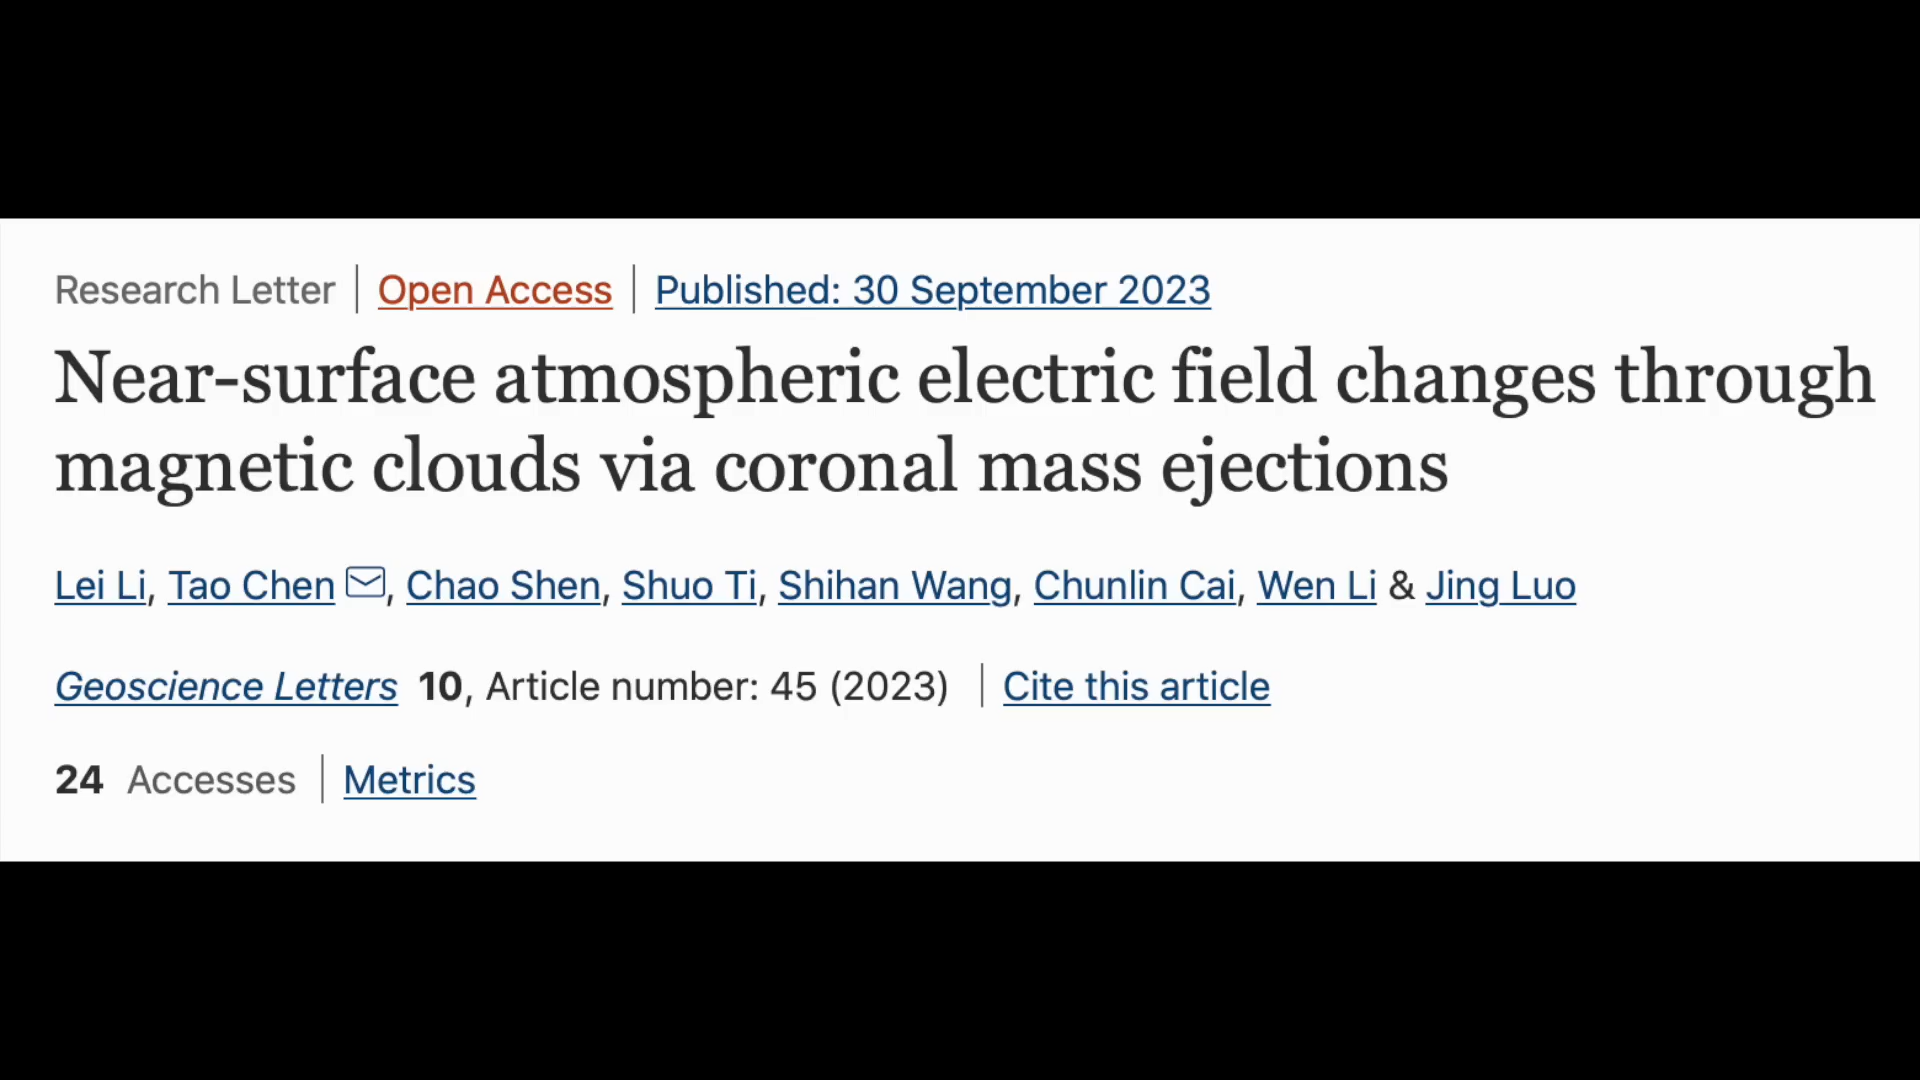 Research Letter | Open Access | Published: 30 September 2023
Near-surface atmospheric electric field changes through
magnetic clouds via coronal mass ejections
Lei Li, Tao Chen, Chao Shen, Shuo Ti, Shihan Wang, Chunlin Cai, Wen Li & Jing Luo
Geoscience Letters 10, Article number: 45 (2023) | Cite this article
24 Accesses | Metrics